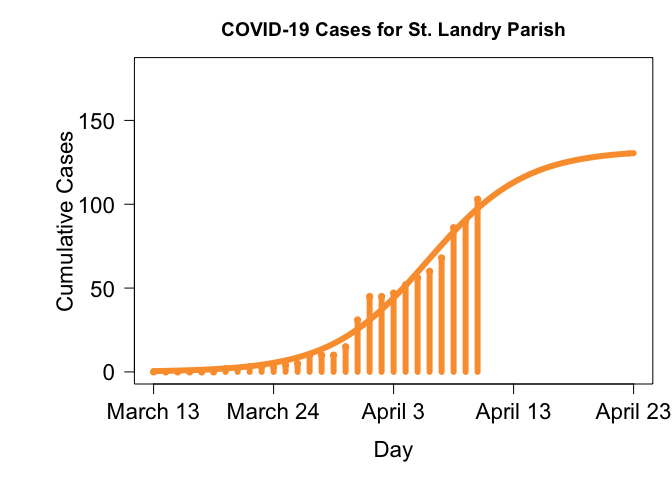 COVID-19 Cases for St. Landry Parish
150
100
50
0
Cumulative Cases
March 13 March 24 April 3 April 13 April 23
Day